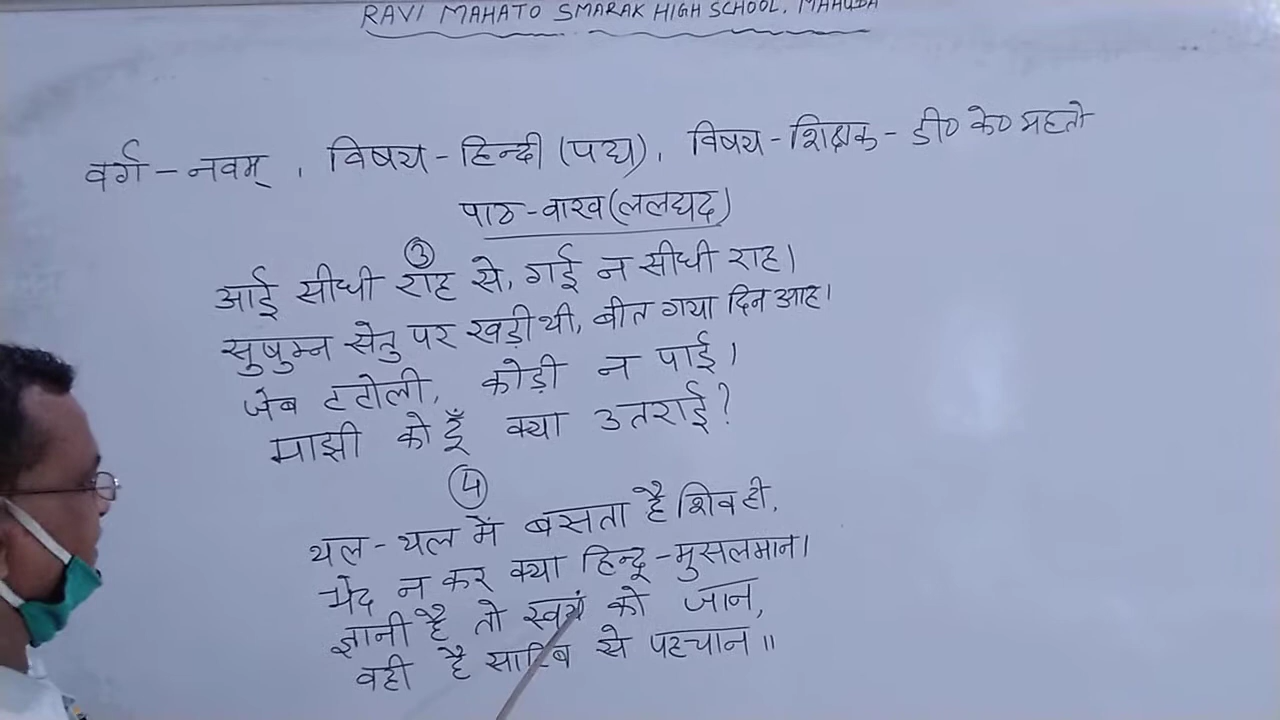 RAVI MAHATO SMARAK HIGH SCHOOL, MAHUDA
वर्ग - नवम् , विषय - हिन्दी (पद्य), विषय - शिक्षक - डी० के० महतो
पाठ - वाख (ललद्यद)
③
आई सीधी राह से, गई न सीधी राह।
सुषुम्न सेतु पर खड़ी थी, बीत गया दिन आह।
जेब टटोली, कोड़ी न पाई।
माझी को दूँ क्या उतराई?
④
थल - थल में बसता है शिव ही,
भेद न कर क्या हिन्दू - मुसलमान।
ज्ञानी है तो स्वयं को जान,
वही है साहिब से पहचान॥